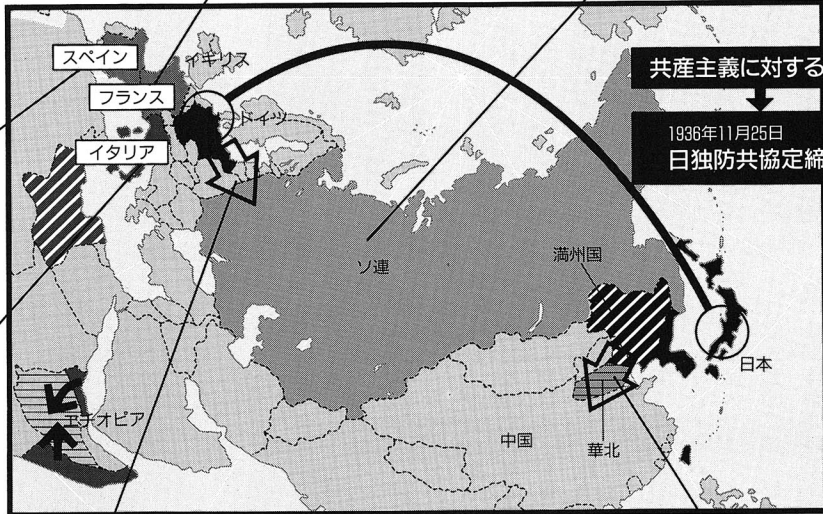 スペイン
イギリス
フランス
ドイツ
イタリア
共産主義に対する
1936年11月25日
日独防共協定締
ソ連
満州国
日本
エチオピア
中国
華北